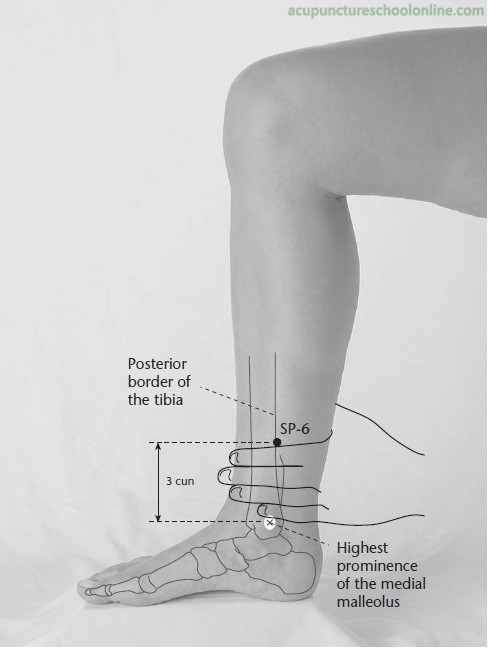 acupunctureschoolonline.com
Posterior
border of
the tibia
SP-6
3 cun
Highest
prominence
of the medial
malleolus